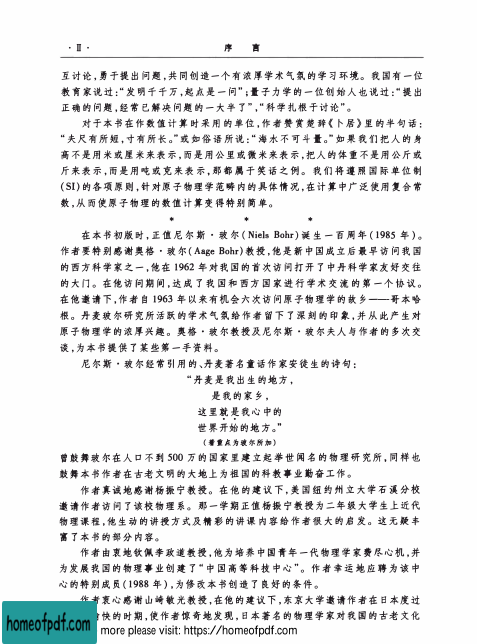 · Ⅱ · 序 言
互讨论,勇于提出问题,共同创造一个有浓厚学术气氛的学习环境。我国有一位
教育家说过:“发明千千万,起点是一问”;量子力学的一位创始人也说过:“提出
正确的问题,经常已解决问题的一大半了”,“科学扎根于讨论”。
对于本书在作数值计算时采用的单位,作者赞赏楚辞《卜居》里的半句话:
“夫尺有所短,寸有所长。”或如俗语所说:“海水不可斗量。”如果我们把人的身
高不是用米或厘米来表示,而是用公里或微米来表示,把人的体重不是用公斤或
斤来表示,而是用吨或克来表示,那都属于笑话之例。我们将遵照国际单位制
(SI)的各项原则,针对原子物理学范畴内的具体情况,在计算中广泛使用复合常
数,从而使原子物理的数值计算变得特别简单。
* * *
在本书初版时,正值尼尔斯·玻尔(Niels Bohr)诞生一百周年(1985 年)。
作者要特别感谢奥格·玻尔(Aage Bohr)教授,他是新中国成立后最早访问我国
的西方科学家之一,他在 1962 年对我国的首次访问打开了中丹科学家友好交往
的大门。在他访问期间,达成了我国和西方国家进行学术交流的第一个协议。
在他邀请下,作者自 1963 年以来有机会六次访问原子物理学的故乡——哥本哈
根。丹麦玻尔研究所活跃的学术气氛给作者留下了深刻的印象,并从此产生对
原子物理学的浓厚兴趣。奥格·玻尔教授及尼尔斯·玻尔夫人与作者的多次交
谈,为本书提供了某些第一手资料。
尼尔斯·玻尔经常引用的、丹麦著名童话作家安徒生的诗句:
“丹麦是我出生的地方,
是我的家乡,
这里就是我心中的
世界开始的地方。”
(着重点为玻尔所加)
曾鼓舞玻尔在人口不到 500 万的国家里建立起举世闻名的物理研究所,同样也
鼓舞本书作者在古老文明的大地上为祖国的科教事业勤奋工作。
作者真诚地感谢杨振宁教授。在他的建议下,美国纽约州立大学石溪分校
邀请作者访问了该校物理系。那一学期正值杨振宁教授为二年级大学生上近代
物理课程,他生动的讲授方式及精彩的讲课内容给作者很大的启发。这无疑丰
富了本书的部分内容。
作者由衷地钦佩李政道教授,他为培养中国青年一代物理学家费尽心机,并
为发展我国的物理事业创建了“中国高等科技中心”。作者幸运地应聘为该中
心的特别成员(1988 年),为修改本书创造了良好的条件。
作者衷心感谢山崎敏光教授,在他的建议下,东京大学邀请作者在日本度过
愉快的时期,使作者惊奇地发现,日本著名的物理学家对我国的古老文化
homeofpdf.com more please visit: https://homeofpdf.com